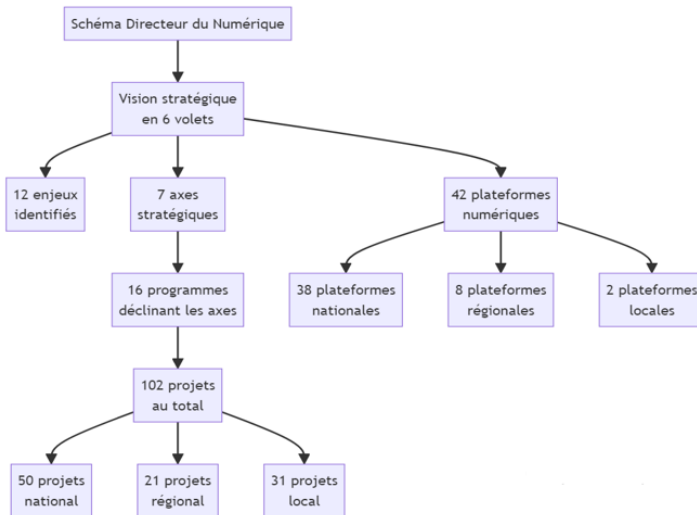 Schéma Directeur du Numérique
Vision stratégique
en 6 volets
12 enjeux
identifiés
7 axes
stratégiques
42 plateformes
numériques
16 programmes
déclinant les axes
38 plateformes
nationales
8 plateformes
régionales
2 plateformes
locales
102 projets
au total
50 projets
national
21 projets
régional
31 projets
local